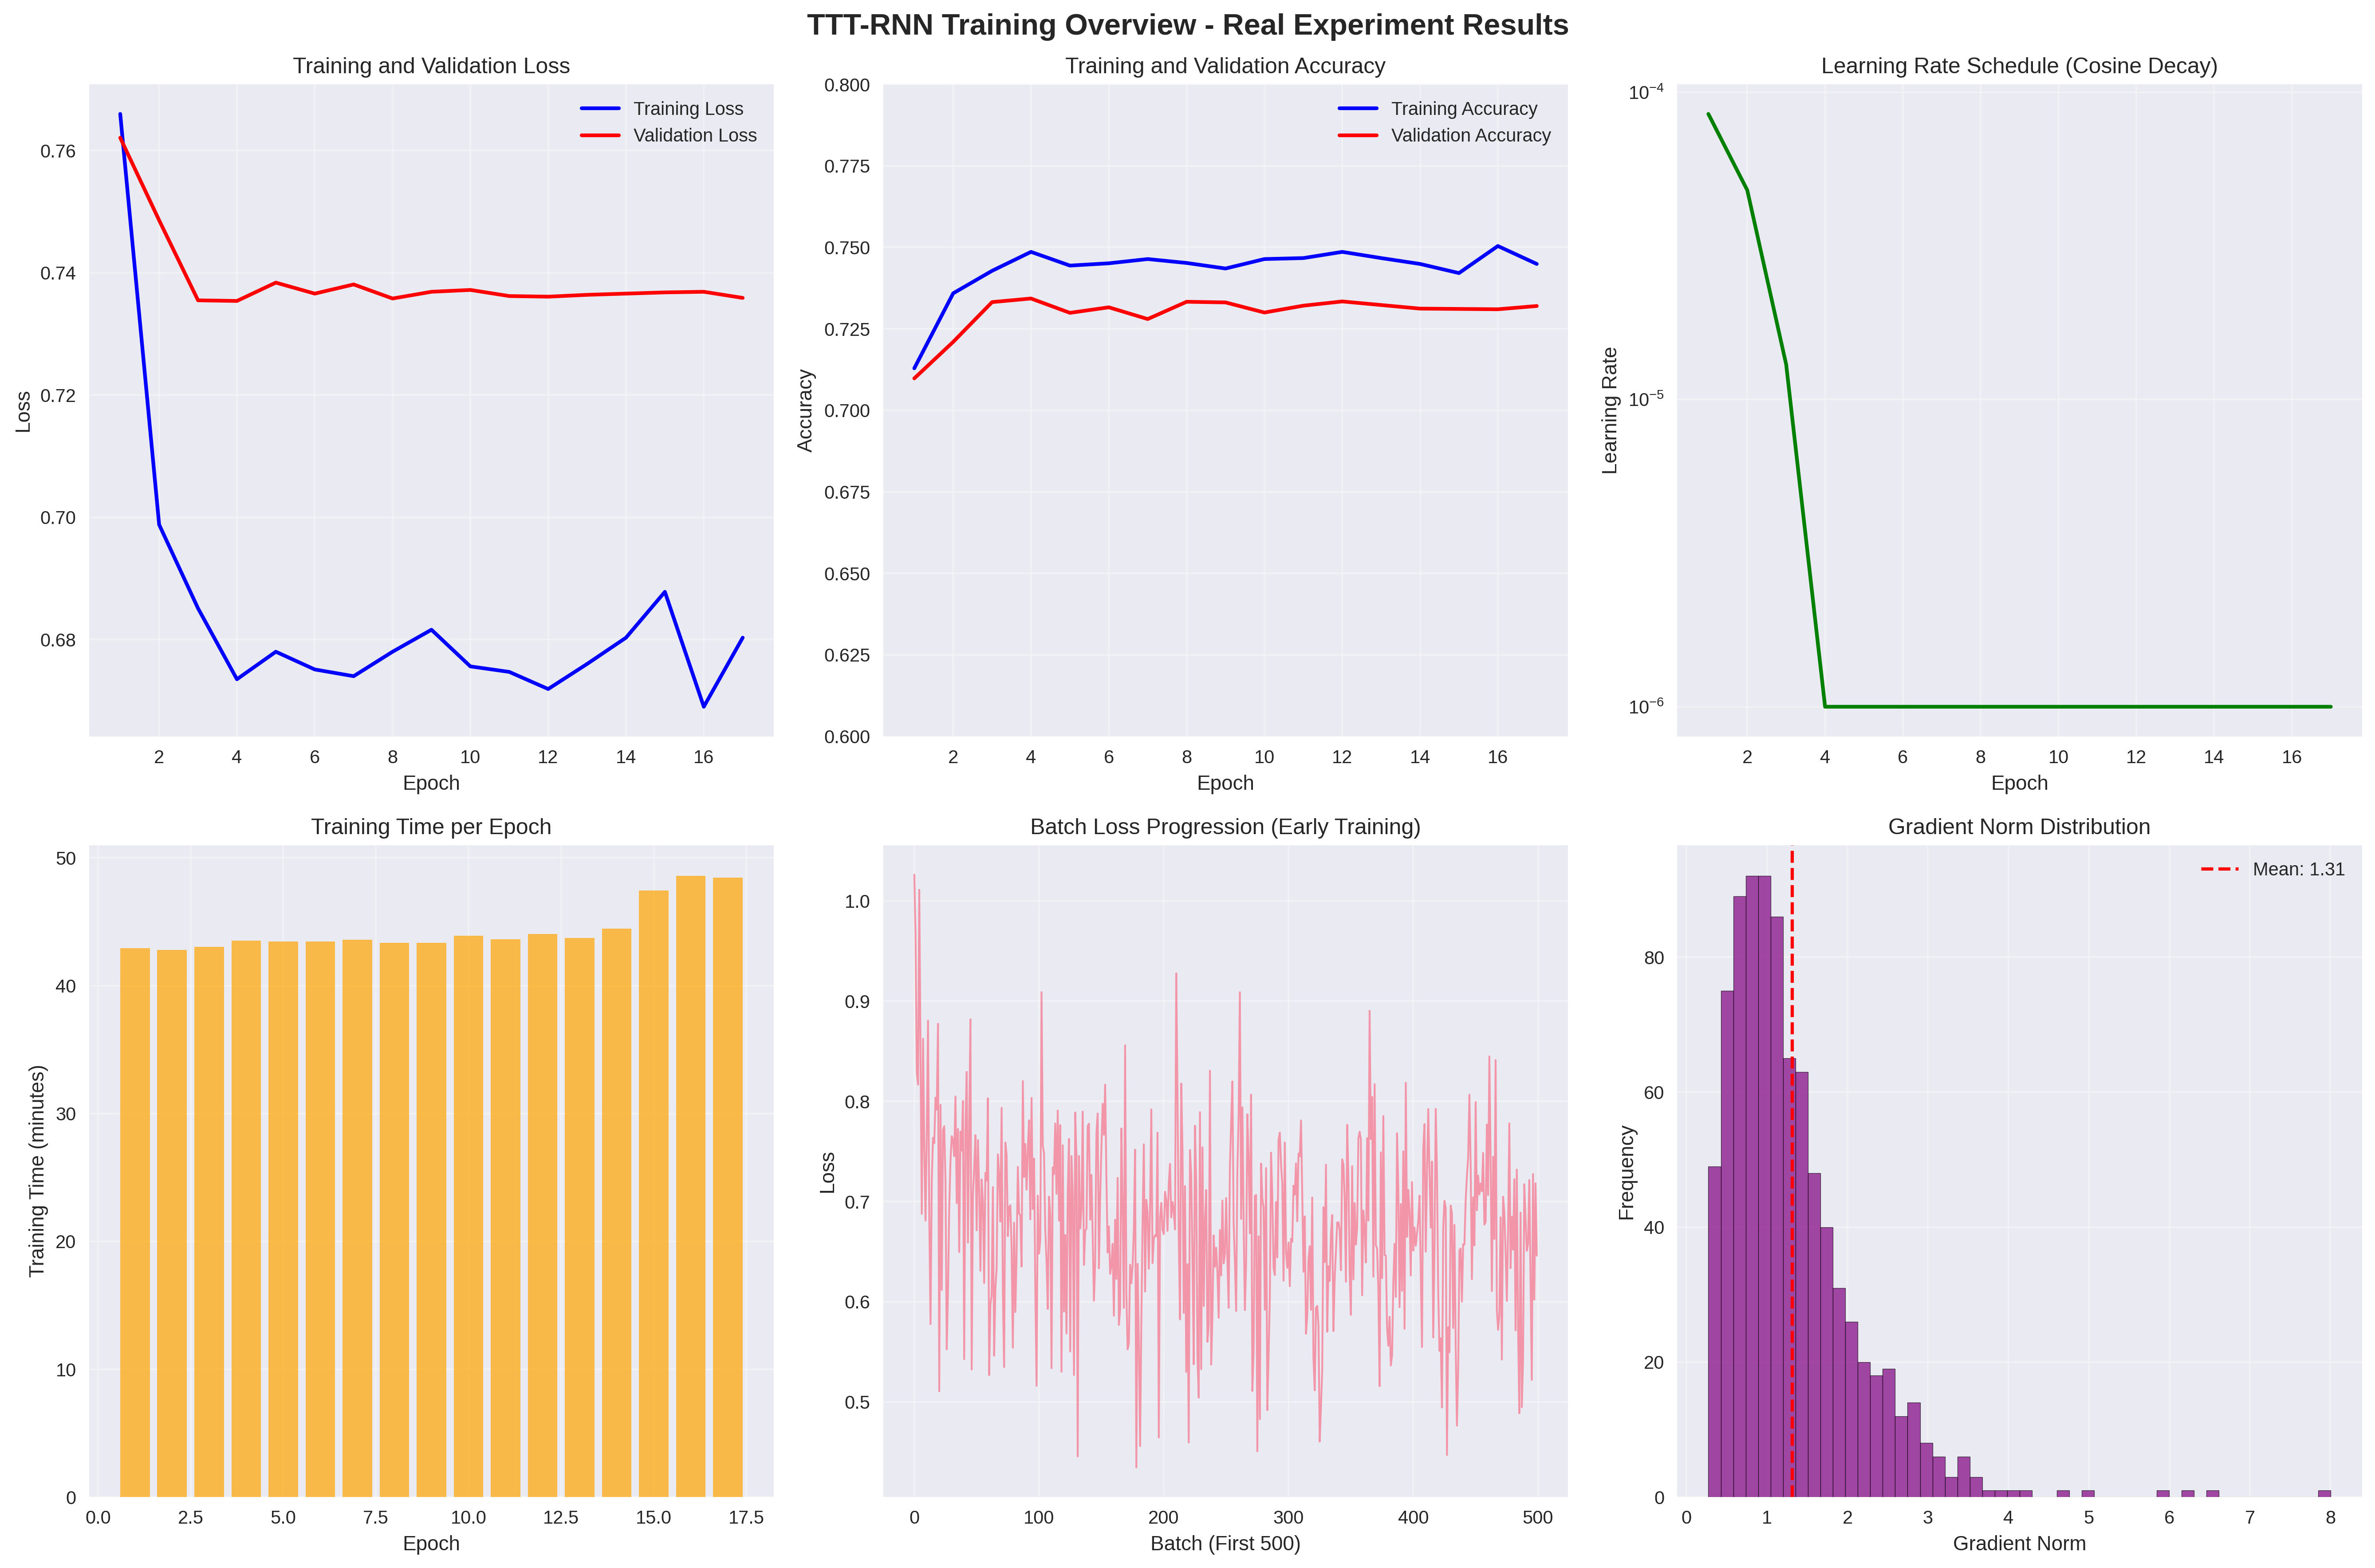 TTT-RNN Training Overview - Real Experiment Results
Training and Validation Loss
Training Loss
Validation Loss
0.76
0.74
0.72
0.70
0.68
Loss
2 4 6 8 10 12 14 16
Epoch
Training and Validation Accuracy
Training Accuracy
Validation Accuracy
0.800
0.775
0.750
0.725
0.700
0.675
0.650
0.625
0.600
Accuracy
2 4 6 8 10 12 14 16
Epoch
Learning Rate Schedule (Cosine Decay)
10⁻⁴
10⁻⁵
10⁻⁶
Learning Rate
2 4 6 8 10 12 14 16
Epoch
Training Time per Epoch
50
40
30
20
10
0
Training Time (minutes)
0.0 2.5 5.0 7.5 10.0 12.5 15.0 17.5
Epoch
Batch Loss Progression (Early Training)
1.0
0.9
0.8
0.7
0.6
0.5
Loss
0 100 200 300 400 500
Batch (First 500)
Gradient Norm Distribution
Mean: 1.31
80
60
40
20
0
Frequency
0 1 2 3 4 5 6 7 8
Gradient Norm